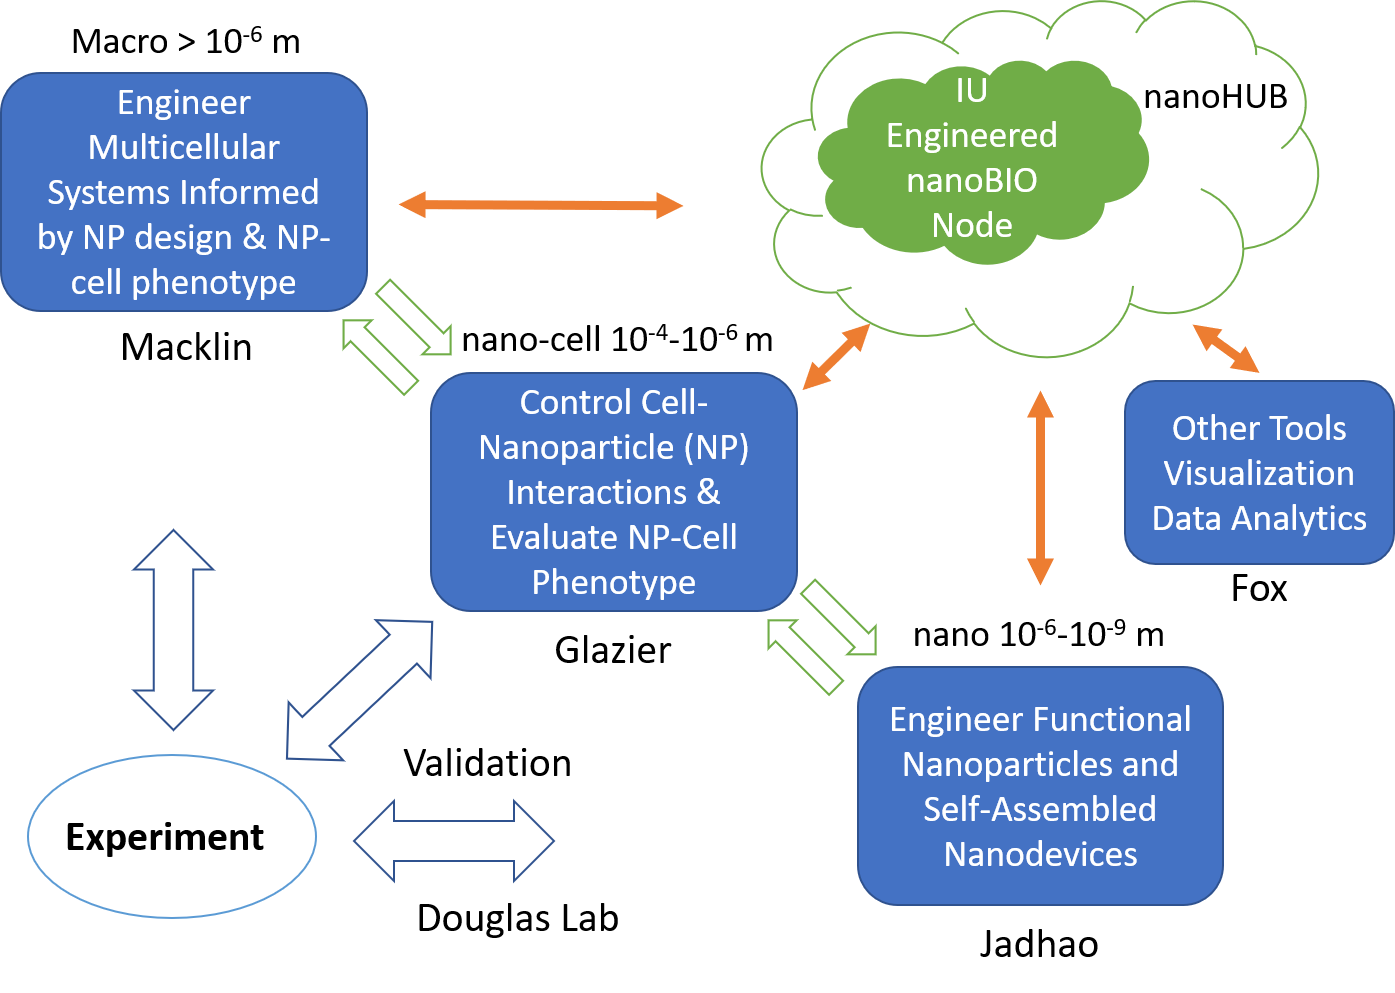 Macro > 10⁻⁶ m
Engineer
Multicellular
Systems Informed
by NP design & NP-
cell phenotype
Macklin
IU
Engineered
nanoBIO
Node
nanoHUB
nano-cell 10⁻⁴-10⁻⁶ m
Control Cell-
Nanoparticle (NP)
Interactions &
Evaluate NP-Cell
Phenotype
Glazier
Other Tools
Visualization
Data Analytics
Fox
nano 10⁻⁶-10⁻⁹ m
Engineer Functional
Nanoparticles and
Self-Assembled
Nanodevices
Jadhao
Experiment
Validation
Douglas Lab